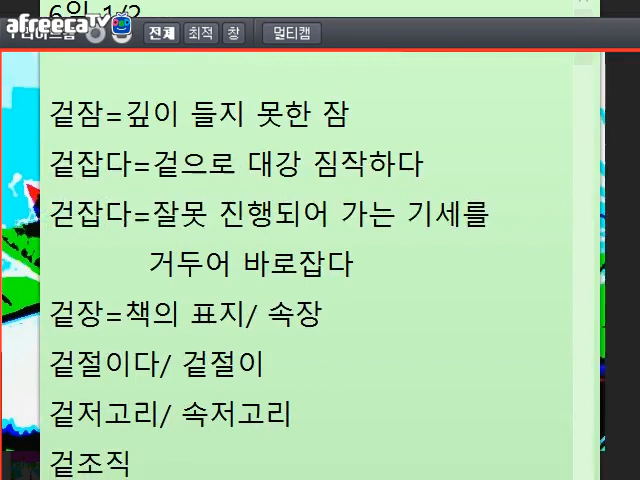 6일 1/2
afreecaTV
전체 최적 창 멀티캠
겉잠=깊이 들지 못한 잠
겉잡다=겉으로 대강 짐작하다
걷잡다=잘못 진행되어 가는 기세를
거두어 바로잡다
겉장=책의 표지/ 속장
겉절이다/ 겉절이
겉저고리/ 속저고리
겉조직